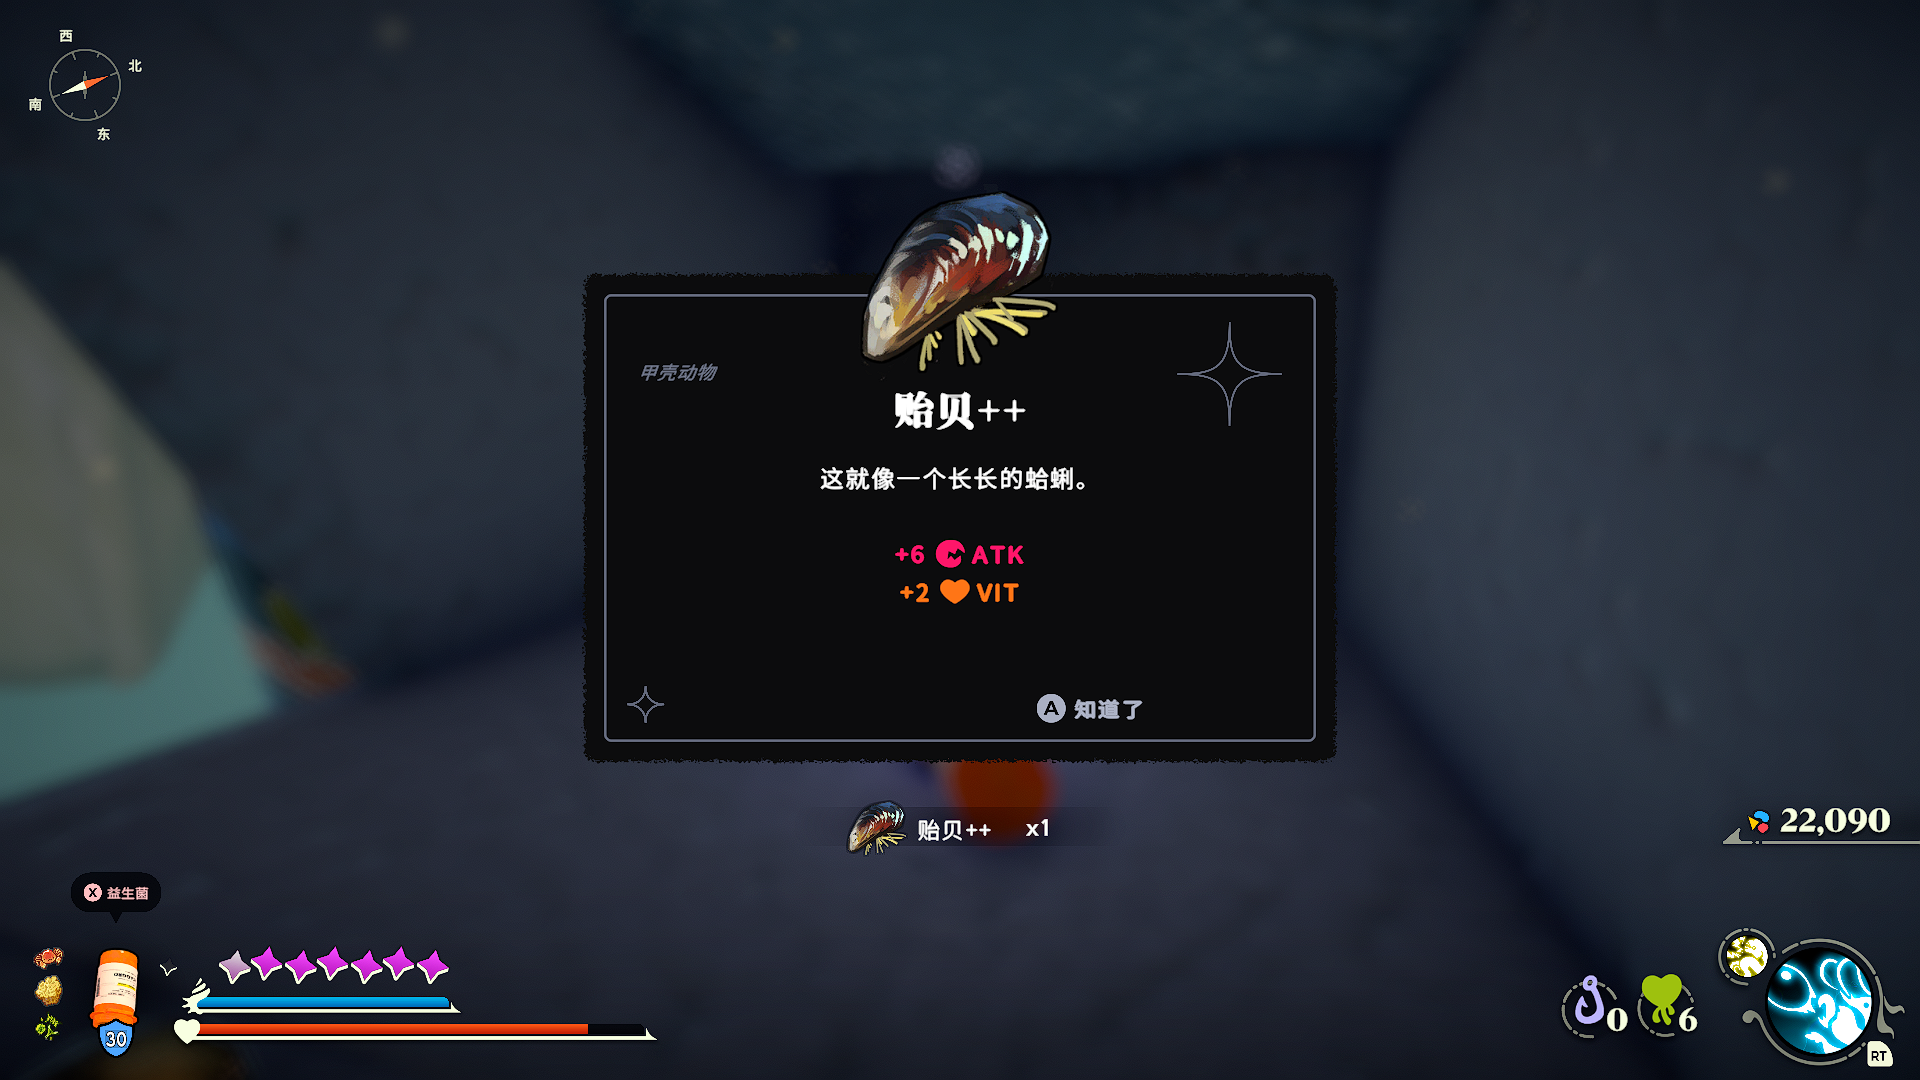 西
北
南
东
甲壳动物
贻贝++
这就像一个长长的蛤蜊。
+6 ATK
+2 VIT
A 知道了
贻贝++ x1
22,090
X 益生菌
30
0
6
RT